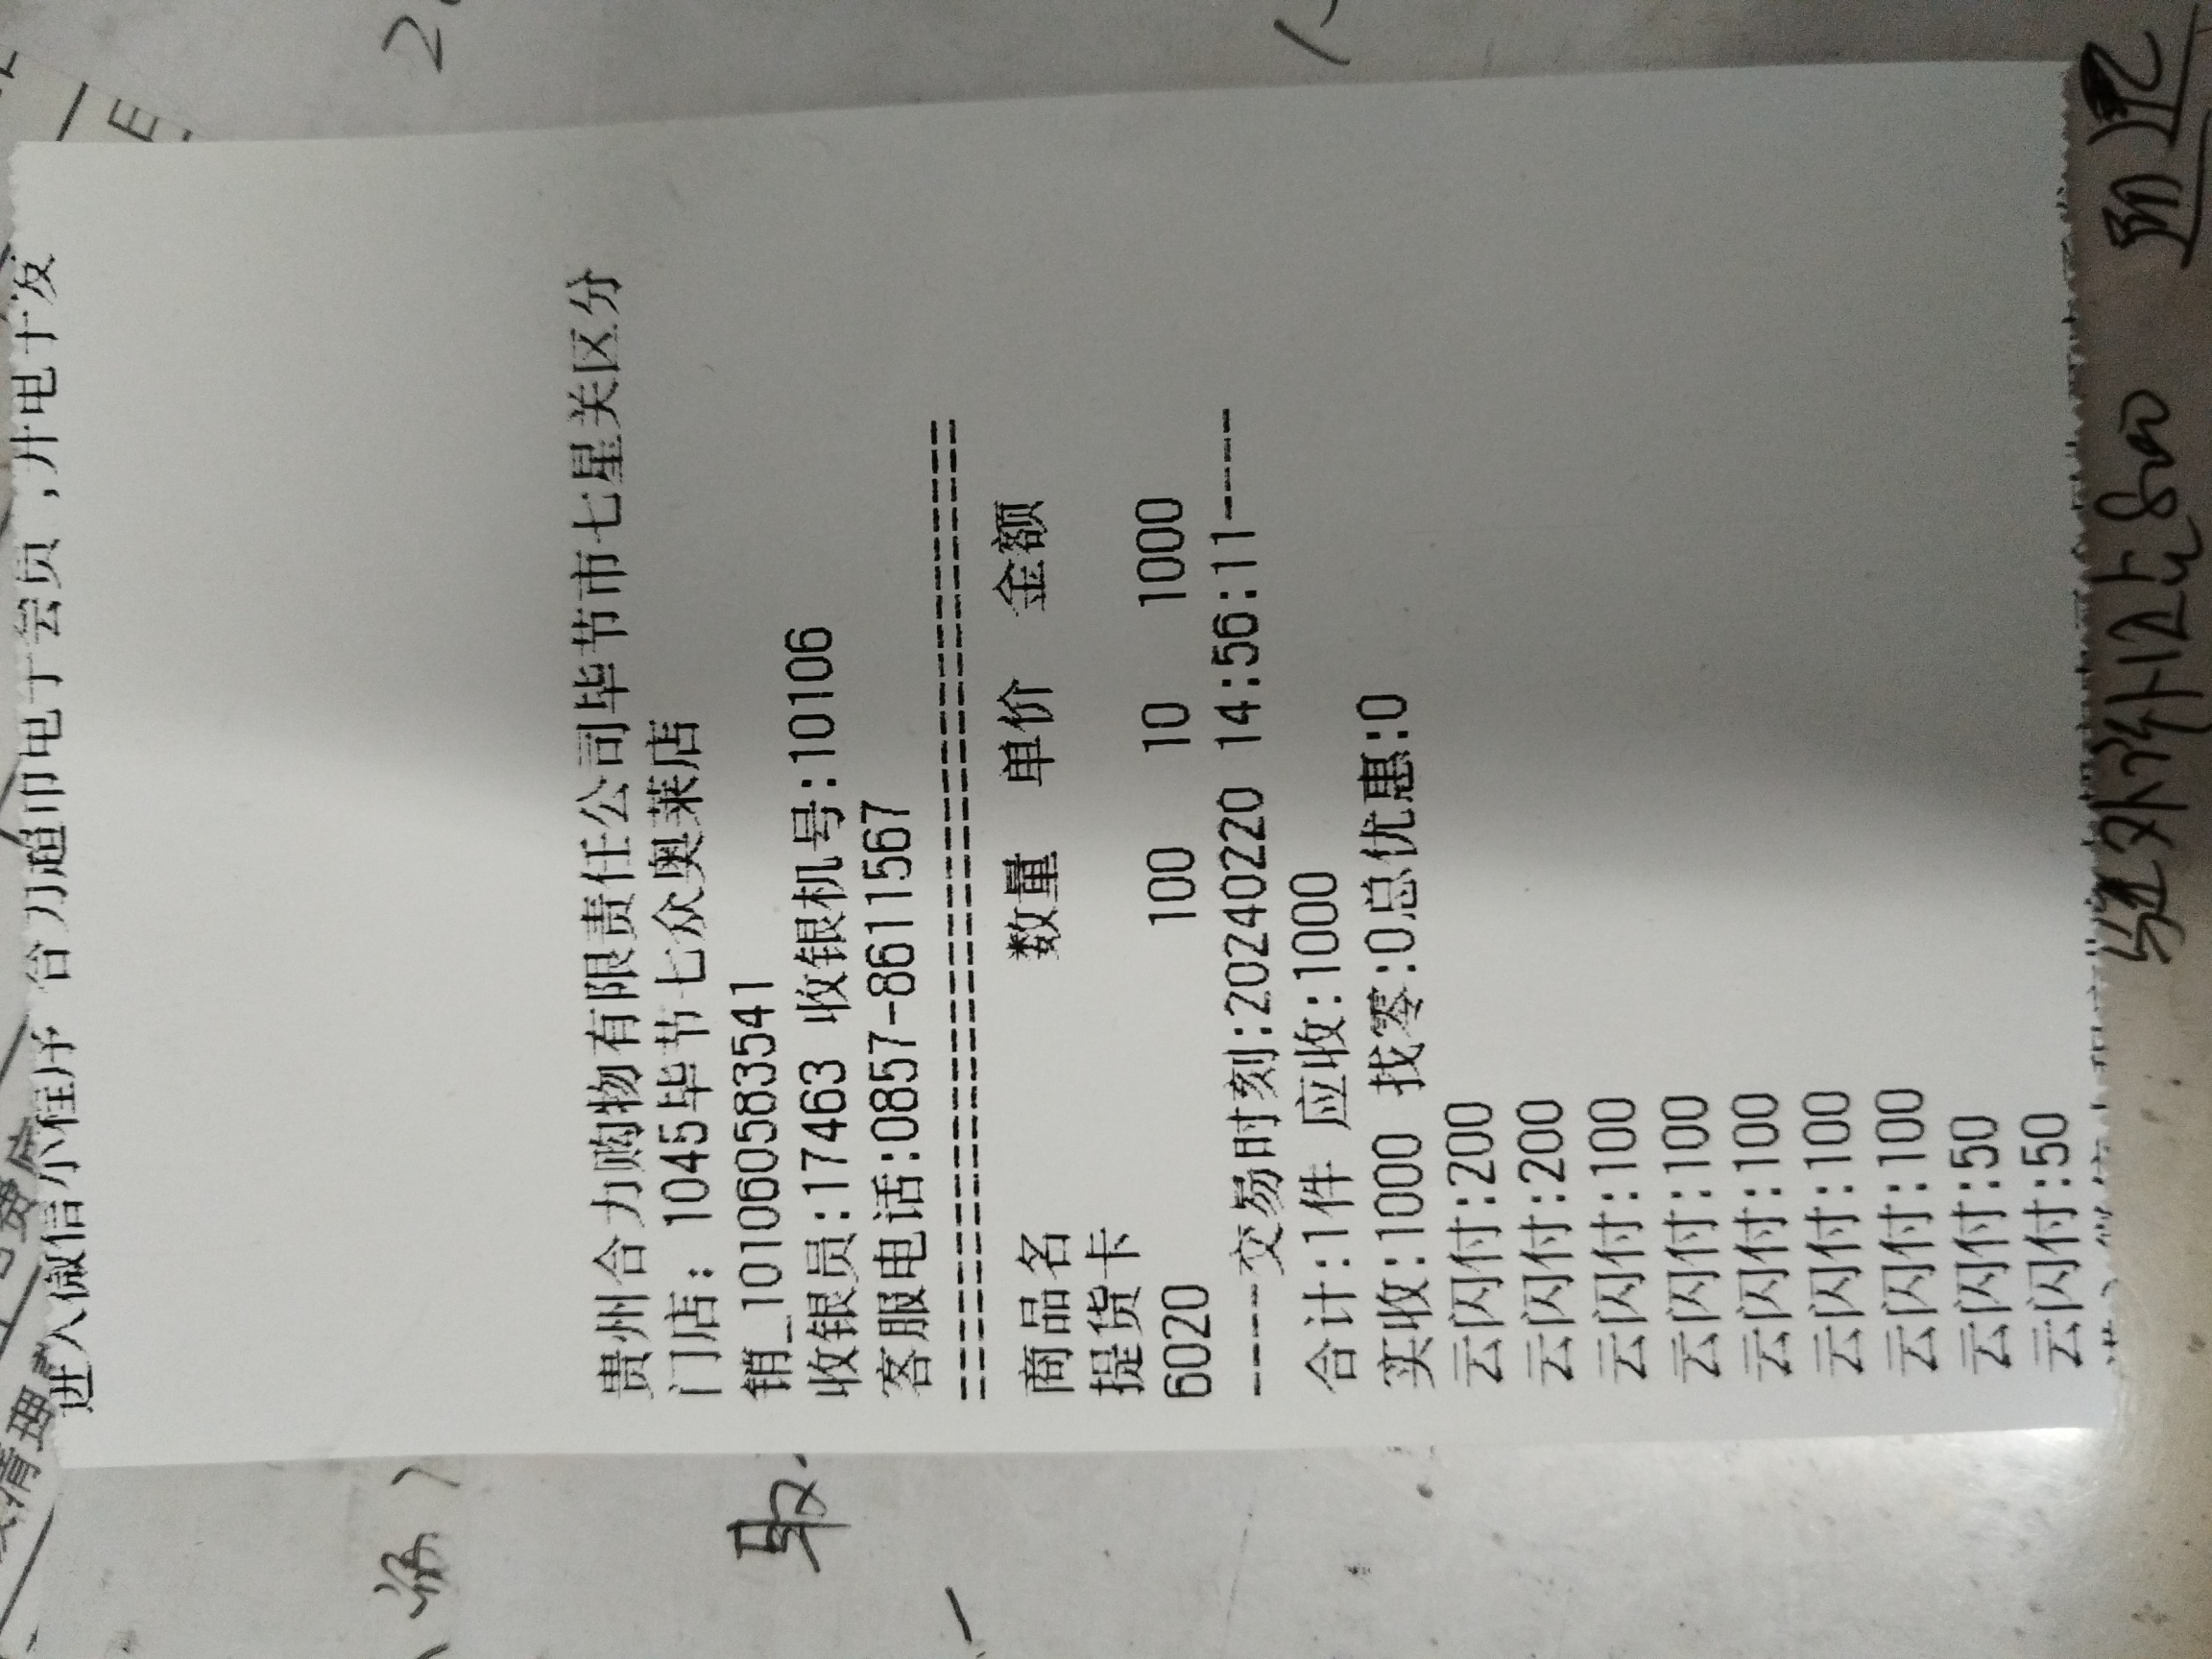 进入微信小程序 合力超市电子会员,开电子发
贵州合力购物有限责任公司毕节市七星关区分
门店: 1045毕节七众奥莱店
销_101060583541
收银员:17463 收银机号:10106
客服电话:0857-8611567
==================================
商品名 数量 单价 金额
提货卡
6020 100 10 1000
-----交易时刻:20240220 14:56:11-----
合计:1件 应收:1000
实收:1000 找零:0总优惠:0
云闪付:200
云闪付:200
云闪付:100
云闪付:100
云闪付:100
云闪付:100
云闪付:100
云闪付:50
云闪付:50
取
清理